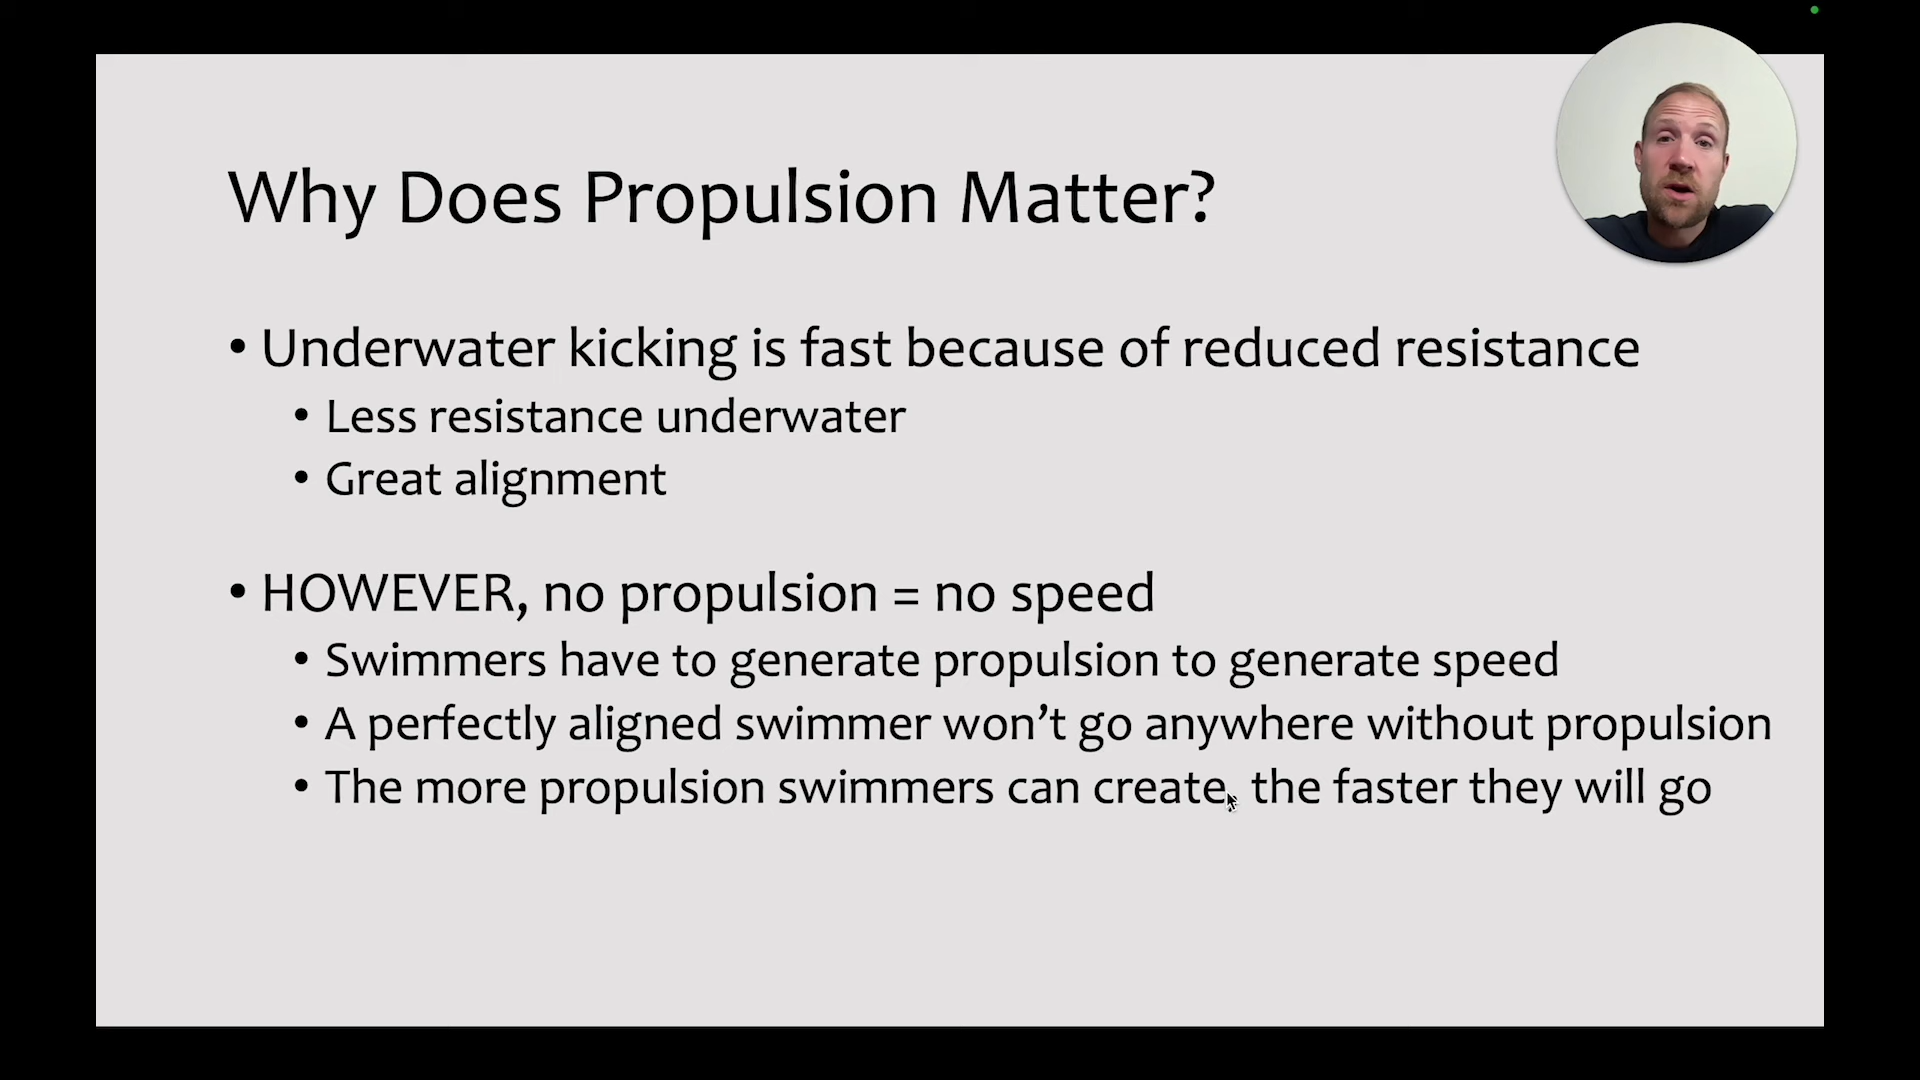 Why Does Propulsion Matter?
• Underwater kicking is fast because of reduced resistance
• Less resistance underwater
• Great alignment
• HOWEVER, no propulsion = no speed
• Swimmers have to generate propulsion to generate speed
• A perfectly aligned swimmer won’t go anywhere without propulsion
• The more propulsion swimmers can create, the faster they will go